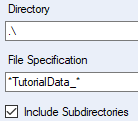 Directory
.\
File Specification
*TutorialData_*
Include Subdirectories